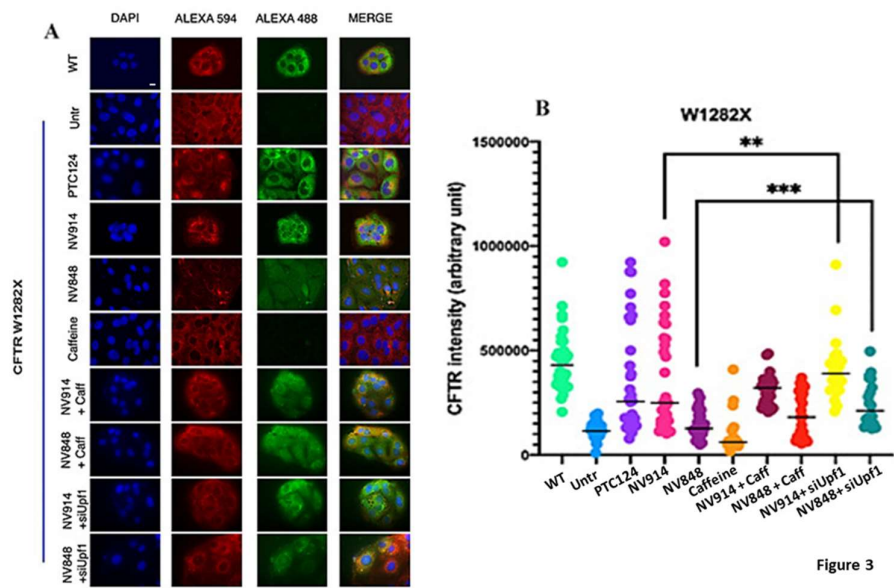 A
DAPI
ALEXA 594
ALEXA 488
MERGE
WT
Untr
PTC124
NV914
NV848
Caffeine
NV914
+ Caff
NV848
+ Caff
NV914
+siUpf1
NV848
+siUpf1
CFTR W1282X
B
W1282X
**
***
CFTR intensity (arbitrary unit)
1500000
1000000
500000
0
WT
Untr
PTC124
NV914
NV848
Caffeine
NV914 + Caff
NV848 + Caff
NV914+siUpf1
NV848+siUpf1
Figure 3